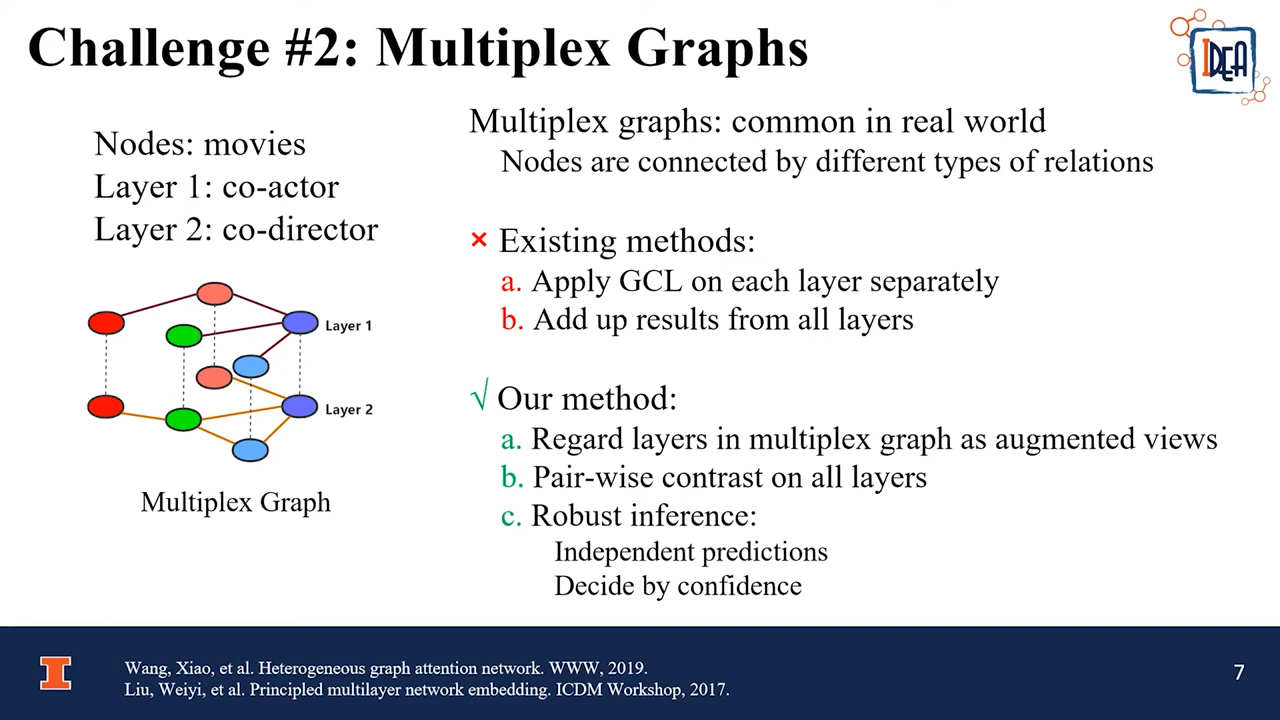 Challenge #2: Multiplex Graphs
IDEA
Nodes: movies
Layer 1: co-actor
Layer 2: co-director
Layer 1
Layer 2
Multiplex Graph
Multiplex graphs: common in real world
Nodes are connected by different types of relations
× Existing methods:
a. Apply GCL on each layer separately
b. Add up results from all layers
√ Our method:
a. Regard layers in multiplex graph as augmented views
b. Pair-wise contrast on all layers
c. Robust inference:
Independent predictions
Decide by confidence
I
Wang, Xiao, et al. Heterogeneous graph attention network. WWW, 2019.
Liu, Weiyi, et al. Principled multilayer network embedding. ICDM Workshop, 2017.
7